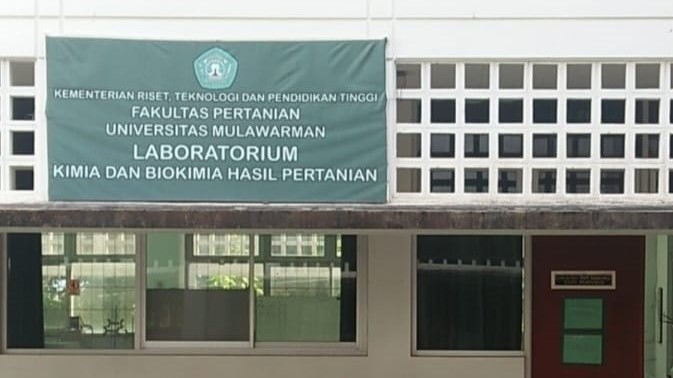 KEMENTERIAN RISET, TEKNOLOGI DAN PENDIDIKAN TINGGI
FAKULTAS PERTANIAN
UNIVERSITAS MULAWARMAN
LABORATORIUM
KIMIA DAN BIOKIMIA HASIL PERTANIAN